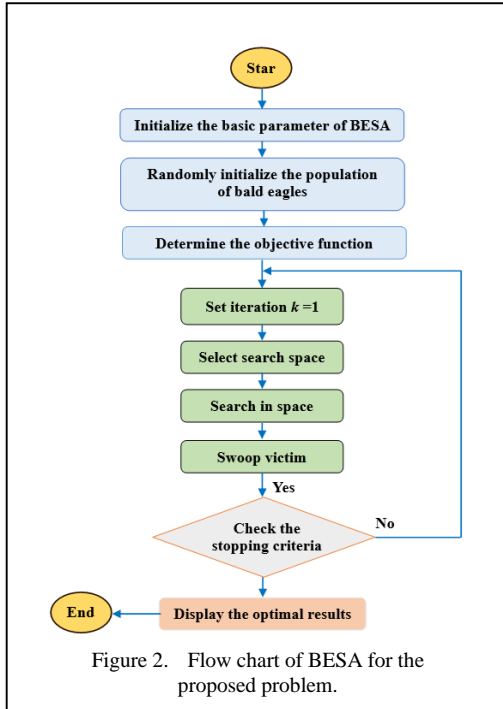 Star
Initialize the basic parameter of BESA
Randomly initialize the population
of bald eagles
Determine the objective function
Set iteration k =1
Select search space
Search in space
Swoop victim
Yes
Check the
stopping criteria
No
End
Display the optimal results
Figure 2. Flow chart of BESA for the
proposed problem.